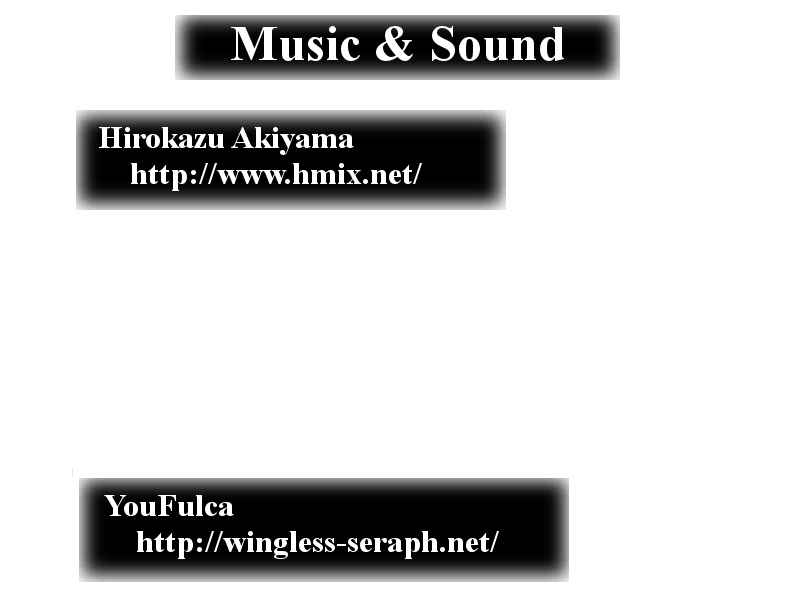 Music & Sound
Hirokazu Akiyama
http://www.hmix.net/
YouFulca
http://wingless-seraph.net/